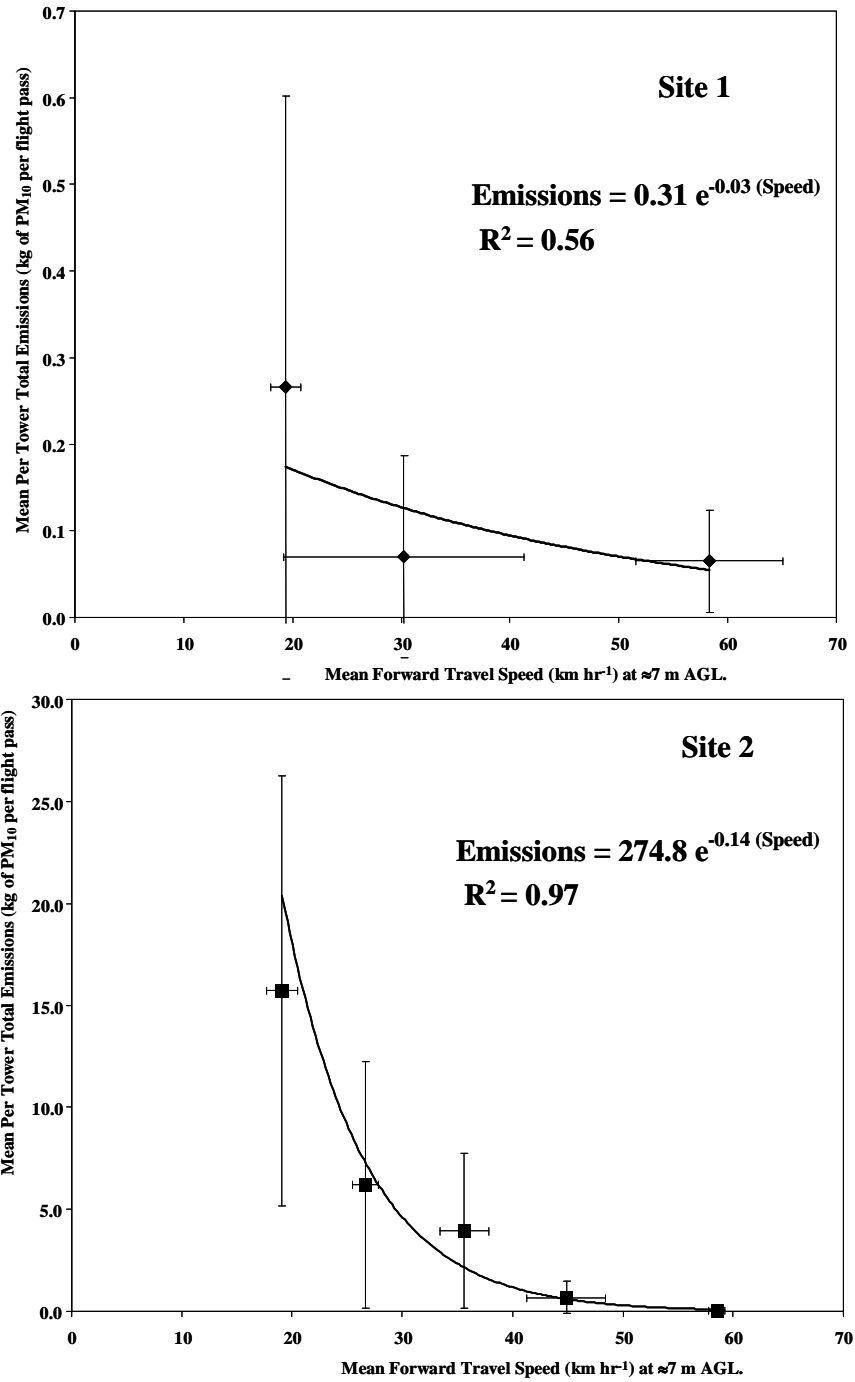 0.7
0.6
0.5
0.4
0.3
0.2
0.1
0.0
Mean Per Tower Total Emissions (kg of PM₁₀ per flight pass)
Site 1
Emissions = 0.31 e⁻⁰·⁰³ ⁽ˢᵖᵉᵉᵈ⁾
R² = 0.56
0 10 20 30 40 50 60 70
Mean Forward Travel Speed (km hr⁻¹) at ≈7 m AGL.
30.0
25.0
20.0
15.0
10.0
5.0
0.0
Mean Per Tower Total Emissions (kg of PM₁₀ per flight pass)
Site 2
Emissions = 274.8 e⁻⁰·¹⁴ ⁽ˢᵖᵉᵉᵈ⁾
R² = 0.97
0 10 20 30 40 50 60 70
Mean Forward Travel Speed (km hr⁻¹) at ≈7 m AGL.